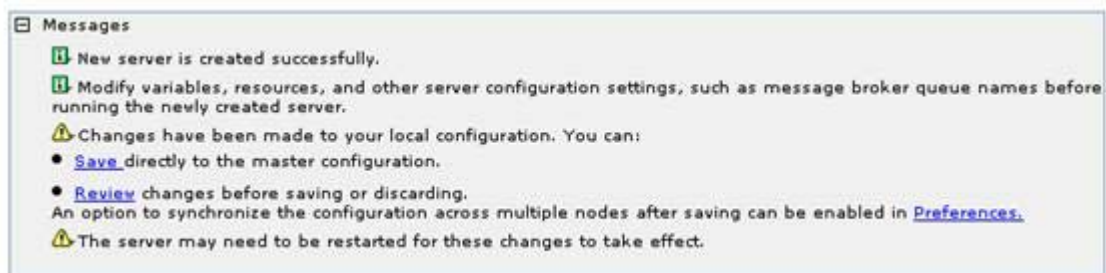 Messages
New server is created successfully.
Modify variables, resources, and other server configuration settings, such as message broker queue names before
running the newly created server.
Changes have been made to your local configuration. You can:
• Save directly to the master configuration.
• Review changes before saving or discarding.
An option to synchronize the configuration across multiple nodes after saving can be enabled in Preferences.
The server may need to be restarted for these changes to take effect.